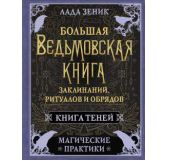 ЛАДА ЗЕНИК
БОЛЬШАЯ
ВЕДЬМОВСКАЯ
КНИГА
ЗАКЛИНАНИЙ,
РИТУАЛОВ И ОБРЯДОВ
КНИГА ТЕНЕЙ
МАГИЧЕСКИЕ
ПРАКТИКИ